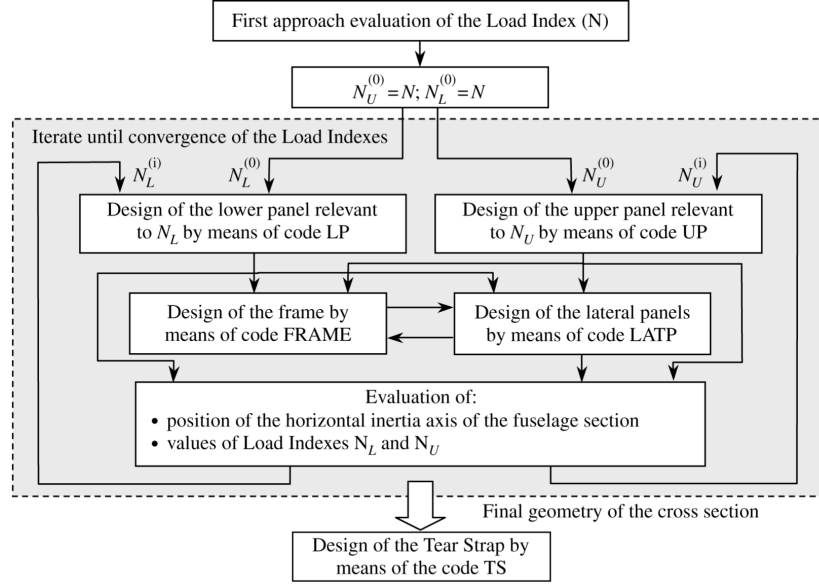 First approach evaluation of the Load Index (N)
N_U^(0) = N; N_L^(0) = N
Iterate until convergence of the Load Indexes
N_L^(i)
N_L^(0)
N_U^(0)
N_U^(i)
Design of the lower panel relevant
to N_L by means of code LP
Design of the upper panel relevant
to N_U by means of code UP
Design of the frame by
means of code FRAME
Design of the lateral panels
by means of code LATP
Evaluation of:
• position of the horizontal inertia axis of the fuselage section
• values of Load Indexes N_L and N_U
Final geometry of the cross section
Design of the Tear Strap by
means of the code TS